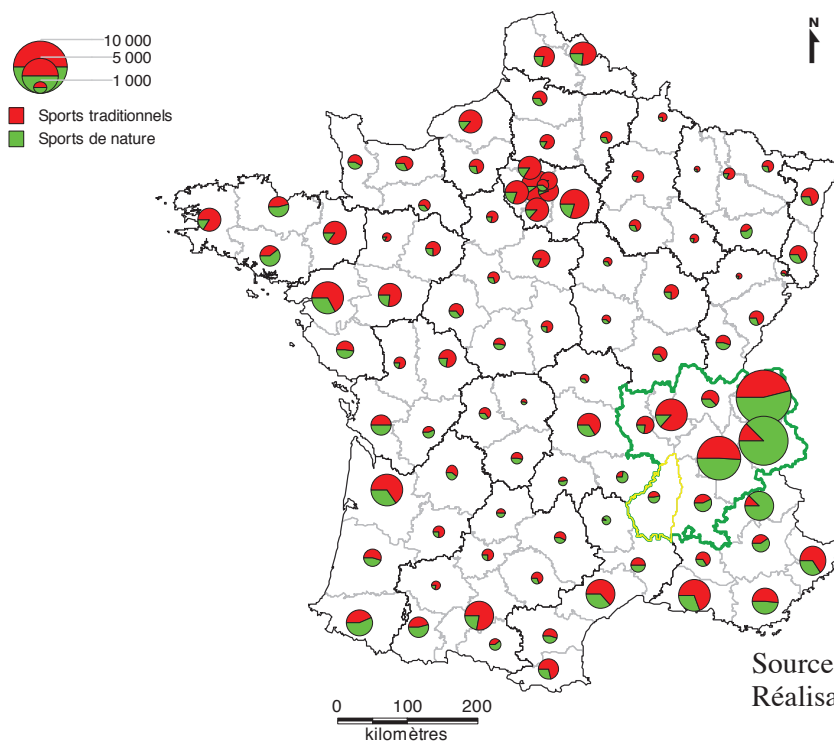 10 000
5 000
1 000
Sports traditionnels
Sports de nature
N
Source
Réalisa
0 100 200
kilomètres